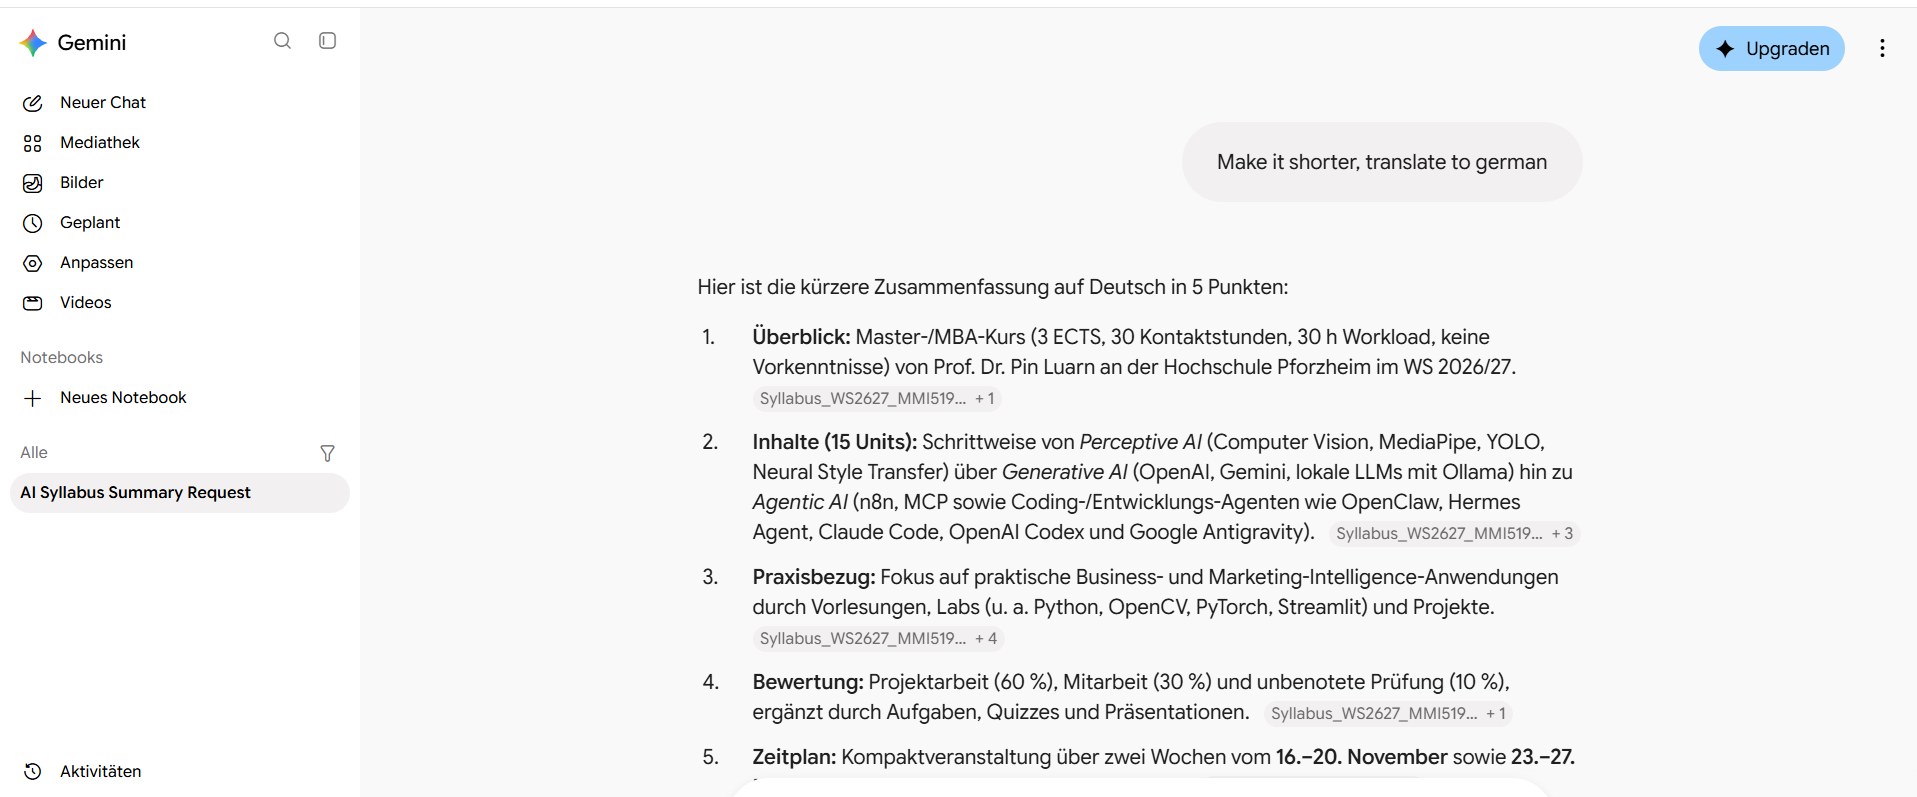 Gemini
Neuer Chat
Mediathek
Bilder
Geplant
Anpassen
Videos
Notebooks
Neues Notebook
Alle
AI Syllabus Summary Request
Aktivitäten
Upgraden
Make it shorter, translate to german
Hier ist die kürzere Zusammenfassung auf Deutsch in 5 Punkten:
1. Überblick: Master-/MBA-Kurs (3 ECTS, 30 Kontaktstunden, 30 h Workload, keine
Vorkenntnisse) von Prof. Dr. Pin Luarn an der Hochschule Pforzheim im WS 2026/27.
Syllabus_WS2627_MMI519... + 1
2. Inhalte (15 Units): Schrittweise von Perceptive AI (Computer Vision, MediaPipe, YOLO,
Neural Style Transfer) über Generative AI (OpenAI, Gemini, lokale LLMs mit Ollama) hin zu
Agentic AI (n8n, MCP sowie Coding-/Entwicklungs-Agenten wie OpenClaw, Hermes
Agent, Claude Code, OpenAI Codex und Google Antigravity). Syllabus_WS2627_MMI519... + 3
3. Praxisbezug: Fokus auf praktische Business- und Marketing-Intelligence-Anwendungen
durch Vorlesungen, Labs (u. a. Python, OpenCV, PyTorch, Streamlit) und Projekte.
Syllabus_WS2627_MMI519... + 4
4. Bewertung: Projektarbeit (60 %), Mitarbeit (30 %) und unbenotete Prüfung (10 %),
ergänzt durch Aufgaben, Quizzes und Präsentationen. Syllabus_WS2627_MMI519... + 1
5. Zeitplan: Kompaktveranstaltung über zwei Wochen vom 16.–20. November sowie 23.–27.